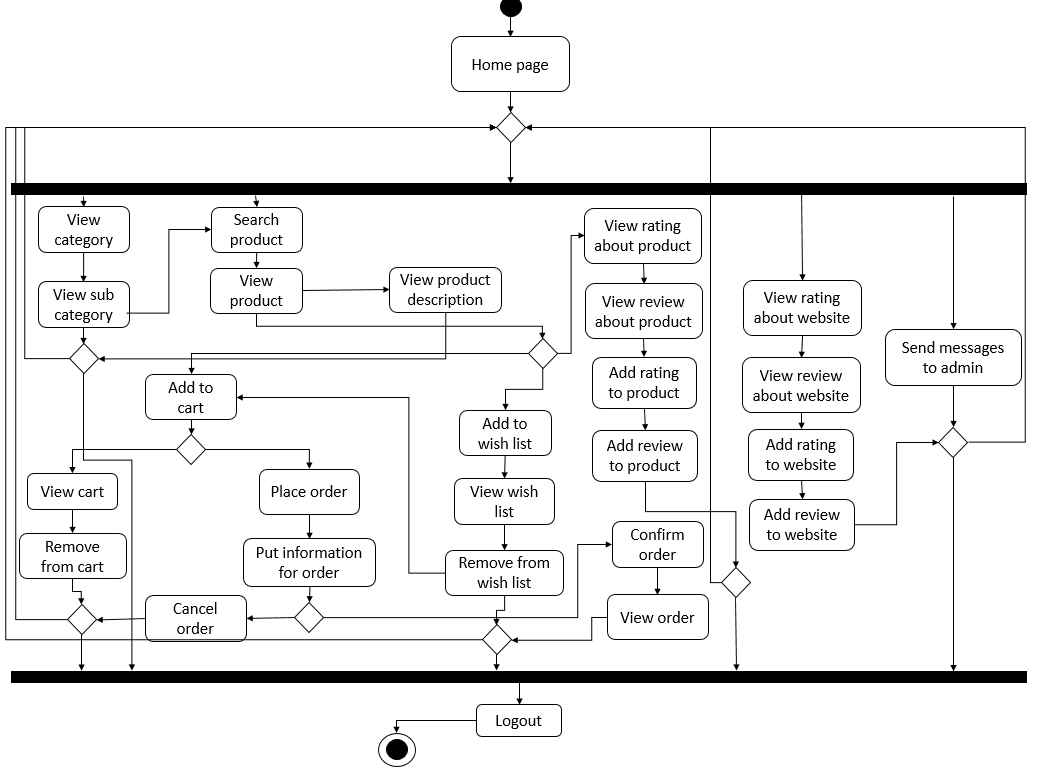 Home page
View
category
Search
product
View rating
about product
View sub
category
View
product
View product
description
View review
about product
View rating
about website
Send messages
to admin
Add to
cart
Add rating
to product
View review
about website
Add to
wish list
Add review
to product
Add rating
to website
View cart
Place order
View wish
list
Add review
to website
Remove
from cart
Put information
for order
Remove from
wish list
Confirm
order
Cancel
order
View order
Logout